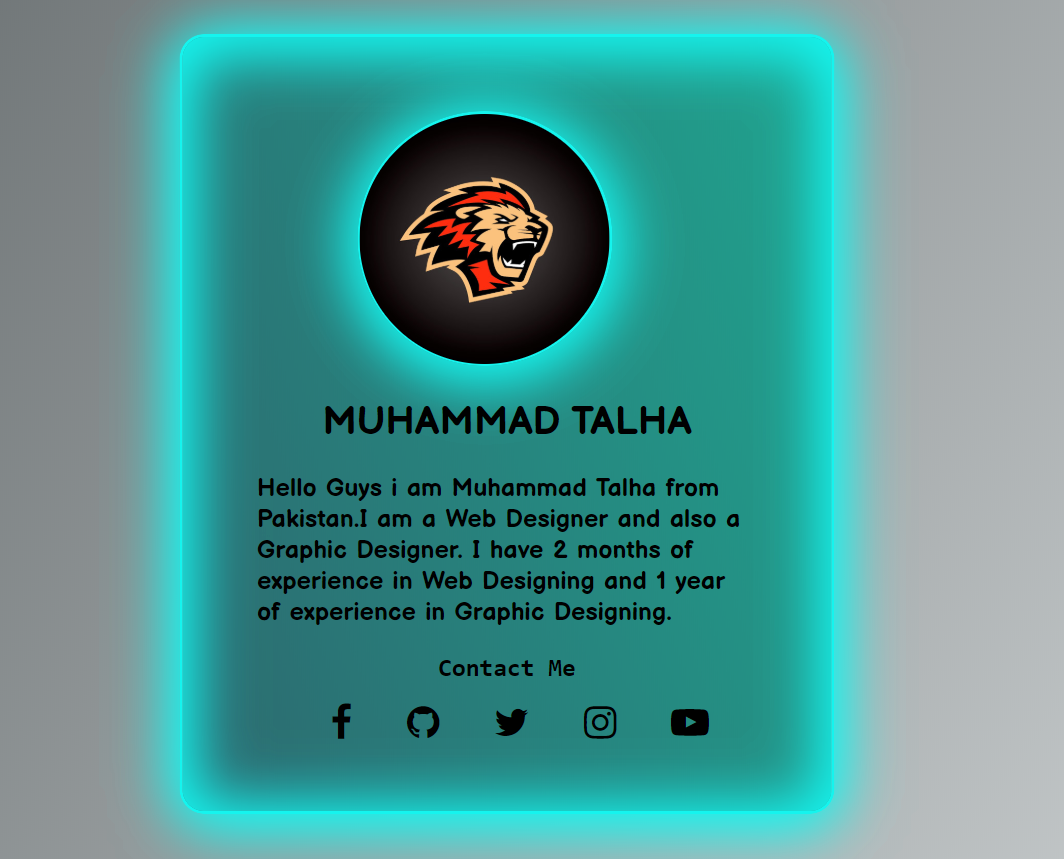 MUHAMMAD TALHA
Hello Guys i am Muhammad Talha from
Pakistan.I am a Web Designer and also a
Graphic Designer. I have 2 months of
experience in Web Designing and 1 year
of experience in Graphic Designing.
Contact Me